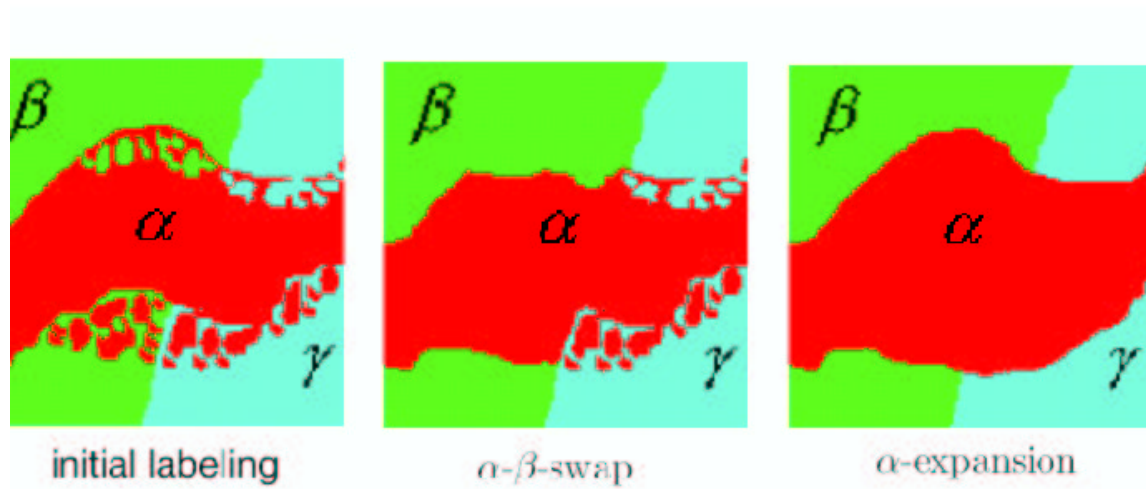 β
α
γ
initial labeling
β
α
γ
α-β-swap
β
α
γ
α-expansion